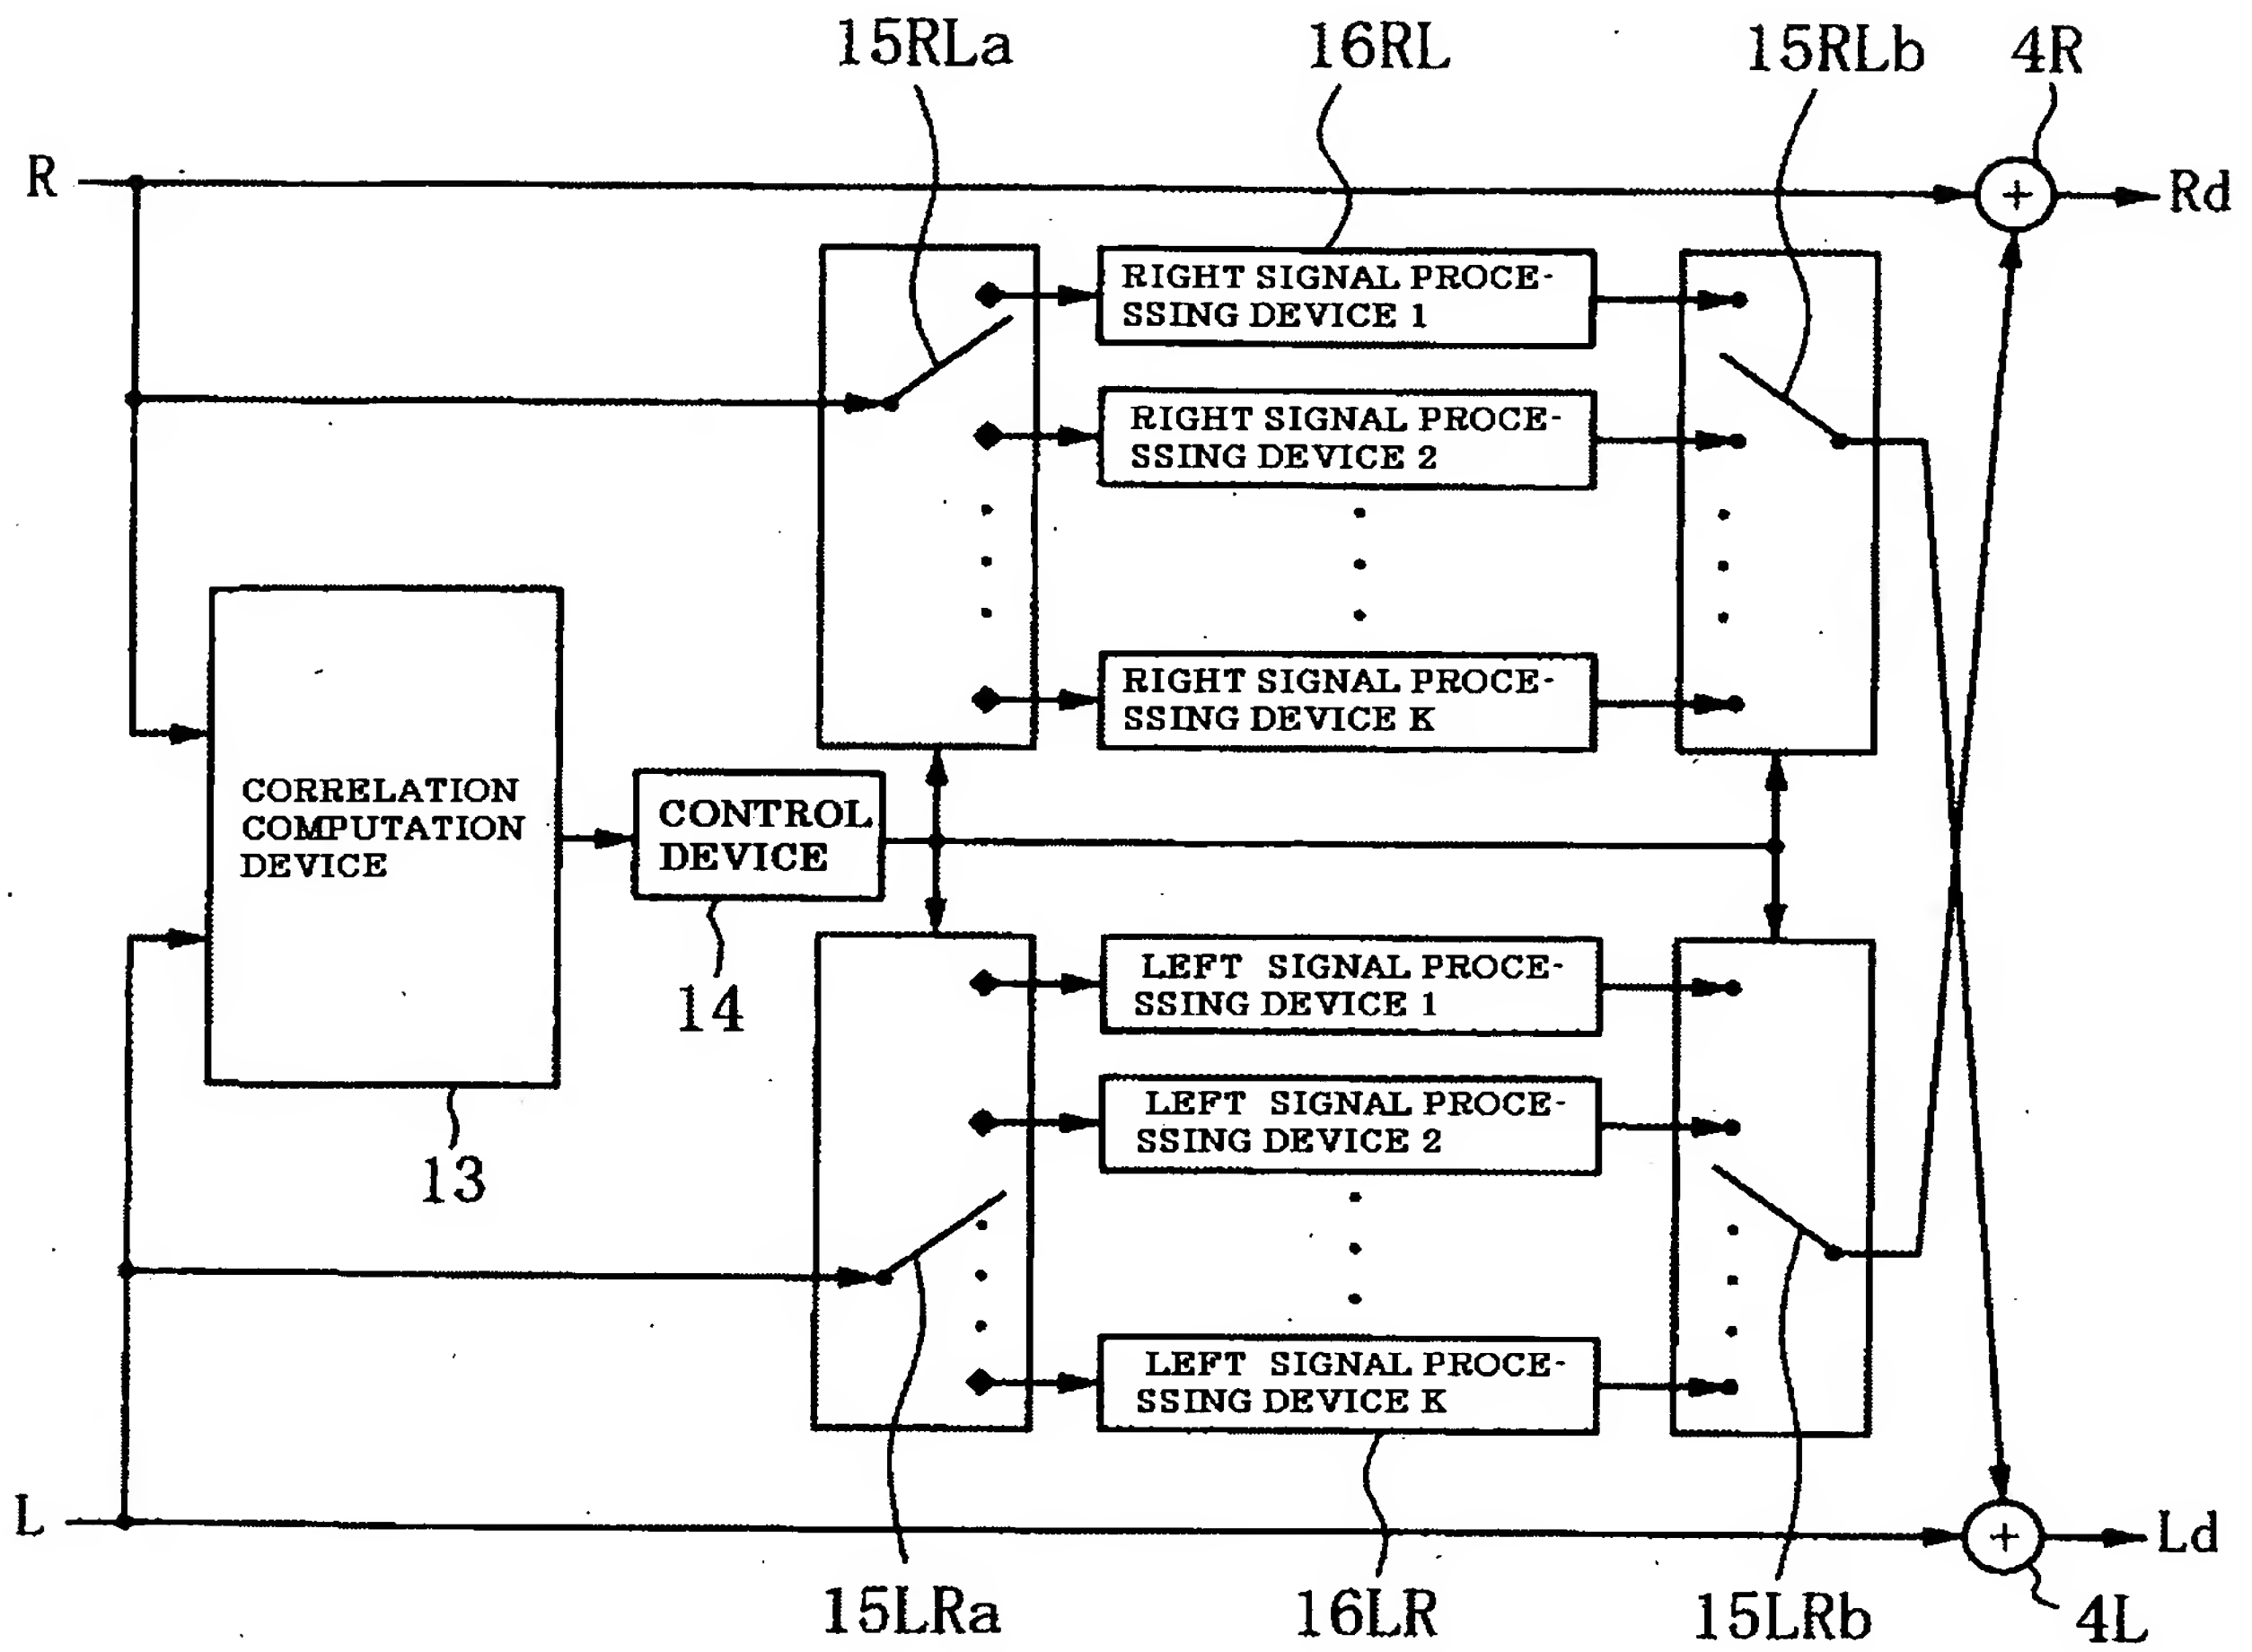 15RLa
16RL
15RLb
4R
R
Rd
RIGHT SIGNAL PROCE-
SSING DEVICE 1
RIGHT SIGNAL PROCE-
SSING DEVICE 2
RIGHT SIGNAL PROCE-
SSING DEVICE K
CORRELATION
COMPUTATION
DEVICE
CONTROL
DEVICE
14
13
LEFT SIGNAL PROCE-
SSING DEVICE 1
LEFT SIGNAL PROCE-
SSING DEVICE 2
LEFT SIGNAL PROCE-
SSING DEVICE K
L
Ld
15LRa
16LR
15LRb
4L